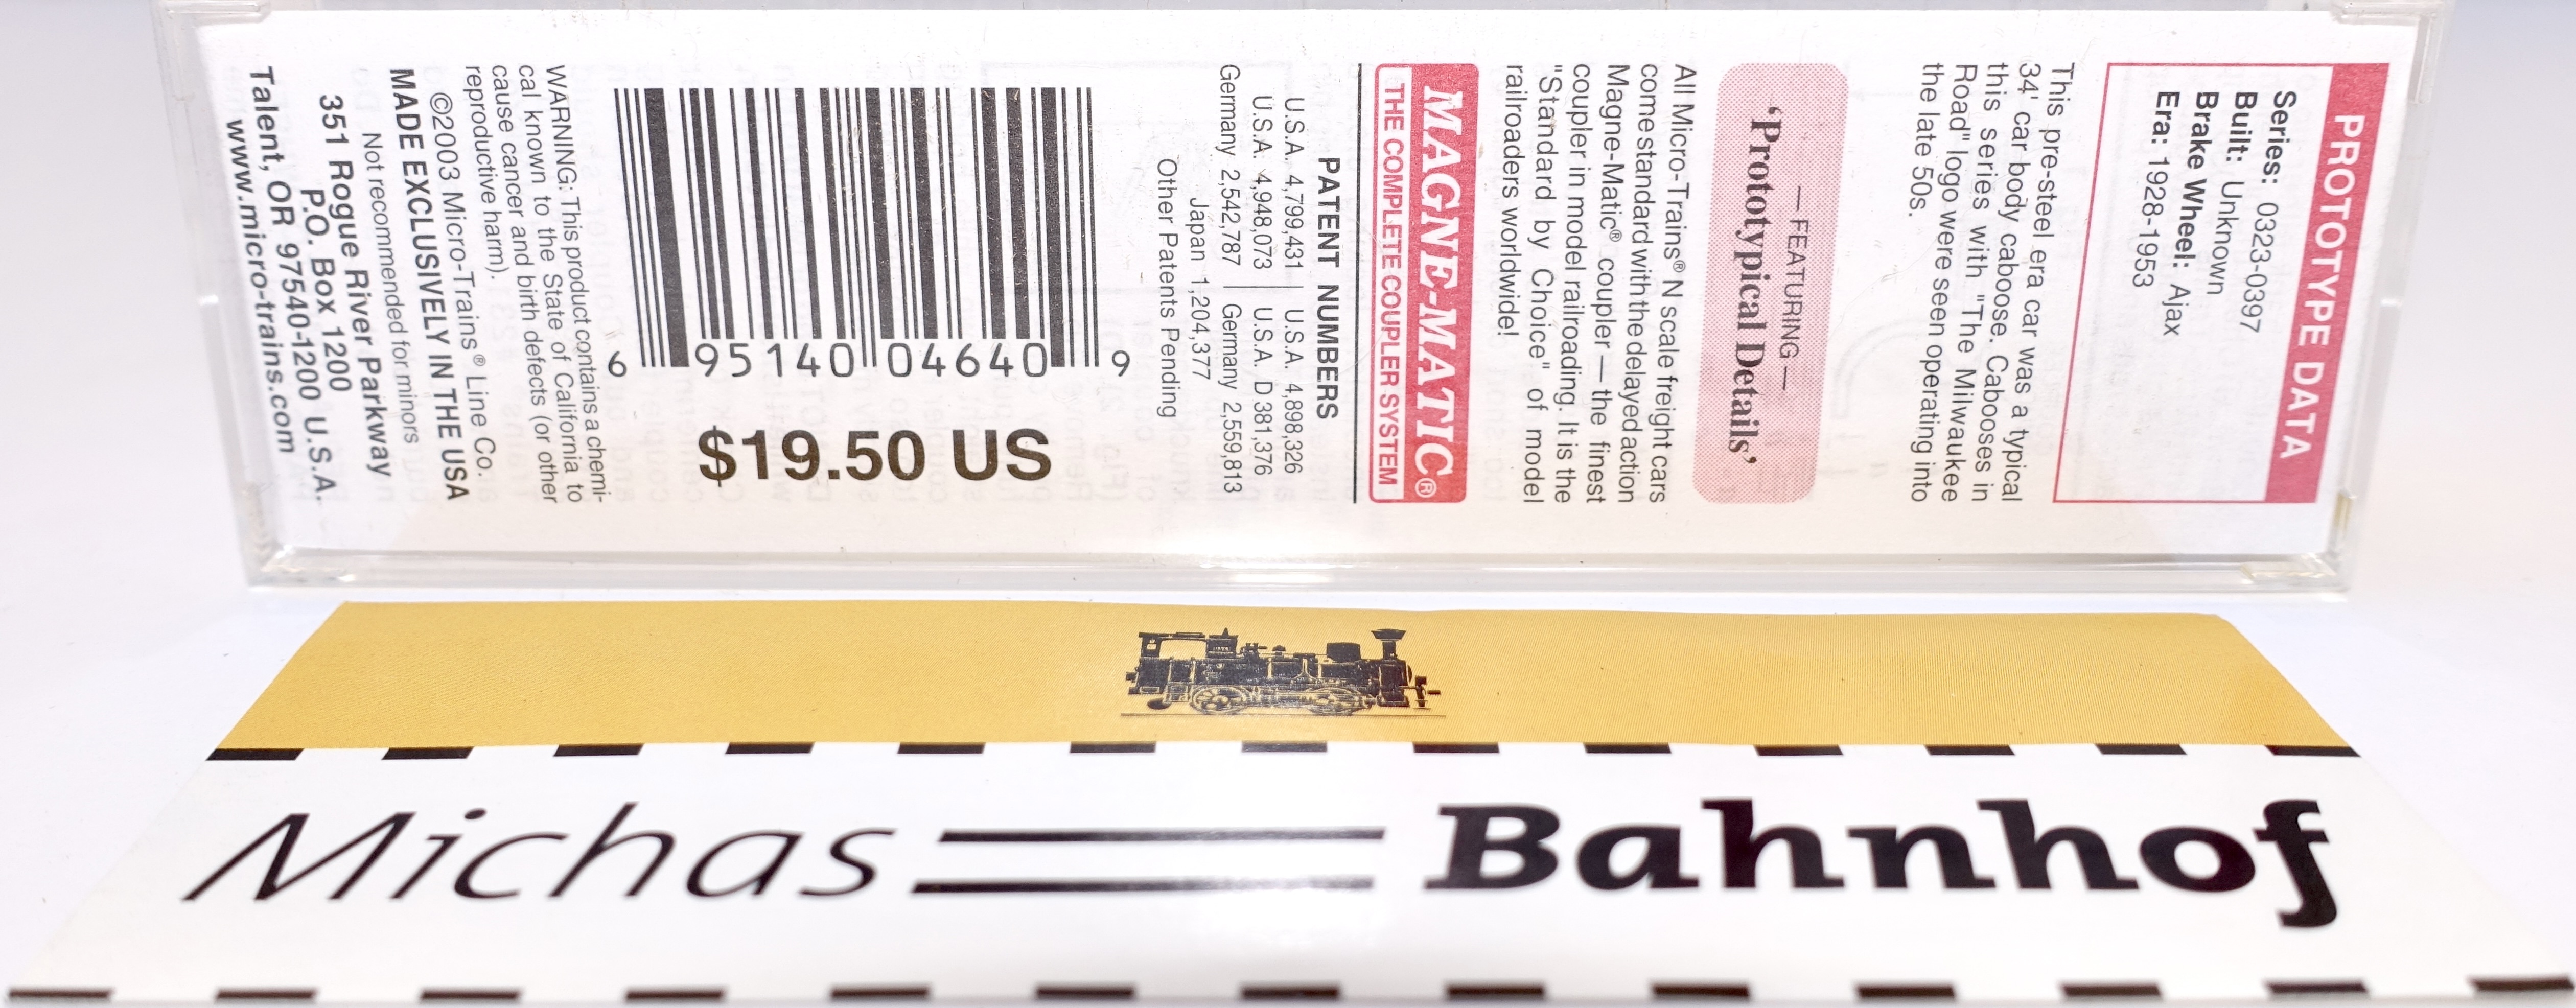 PROTOTYPE DATA
Series: 0323-0397
Built: Unknown
Brake Wheel: Ajax
Era: 1928-1953
This pre-steel era car was a typical
34' car body caboose. Cabooses in
this series with "The Milwaukee
Road" logo were seen operating into
the late 50s.
— FEATURING —
'Prototypical Details'
All Micro-Trains® N scale freight cars
come standard with the delayed action
Magne-Matic® coupler — the finest
coupler in model railroading. It is the
"Standard by Choice" of model
railroaders worldwide!
MAGNE-MATIC®
THE COMPLETE COUPLER SYSTEM
PATENT NUMBERS
U.S.A. 4,799,431 | U.S.A. 4,898,326
U.S.A. 4,948,073 | U.S.A. D 381,376
Germany 2,542,787 | Germany 2,559,813
Japan 1,204,377
Other Patents Pending
6 95140 04640 9
$19.50 US
WARNING: This product contains a chemi-
cal known to the State of California to
cause cancer and birth defects (or other
reproductive harm).
©2003 Micro-Trains® Line Co.
MADE EXCLUSIVELY IN THE USA
Not recommended for minors
351 Rogue River Parkway
P.O. Box 1200
Talent, OR 97540-1200 U.S.A.
www.micro-trains.com
Michas Bahnhof